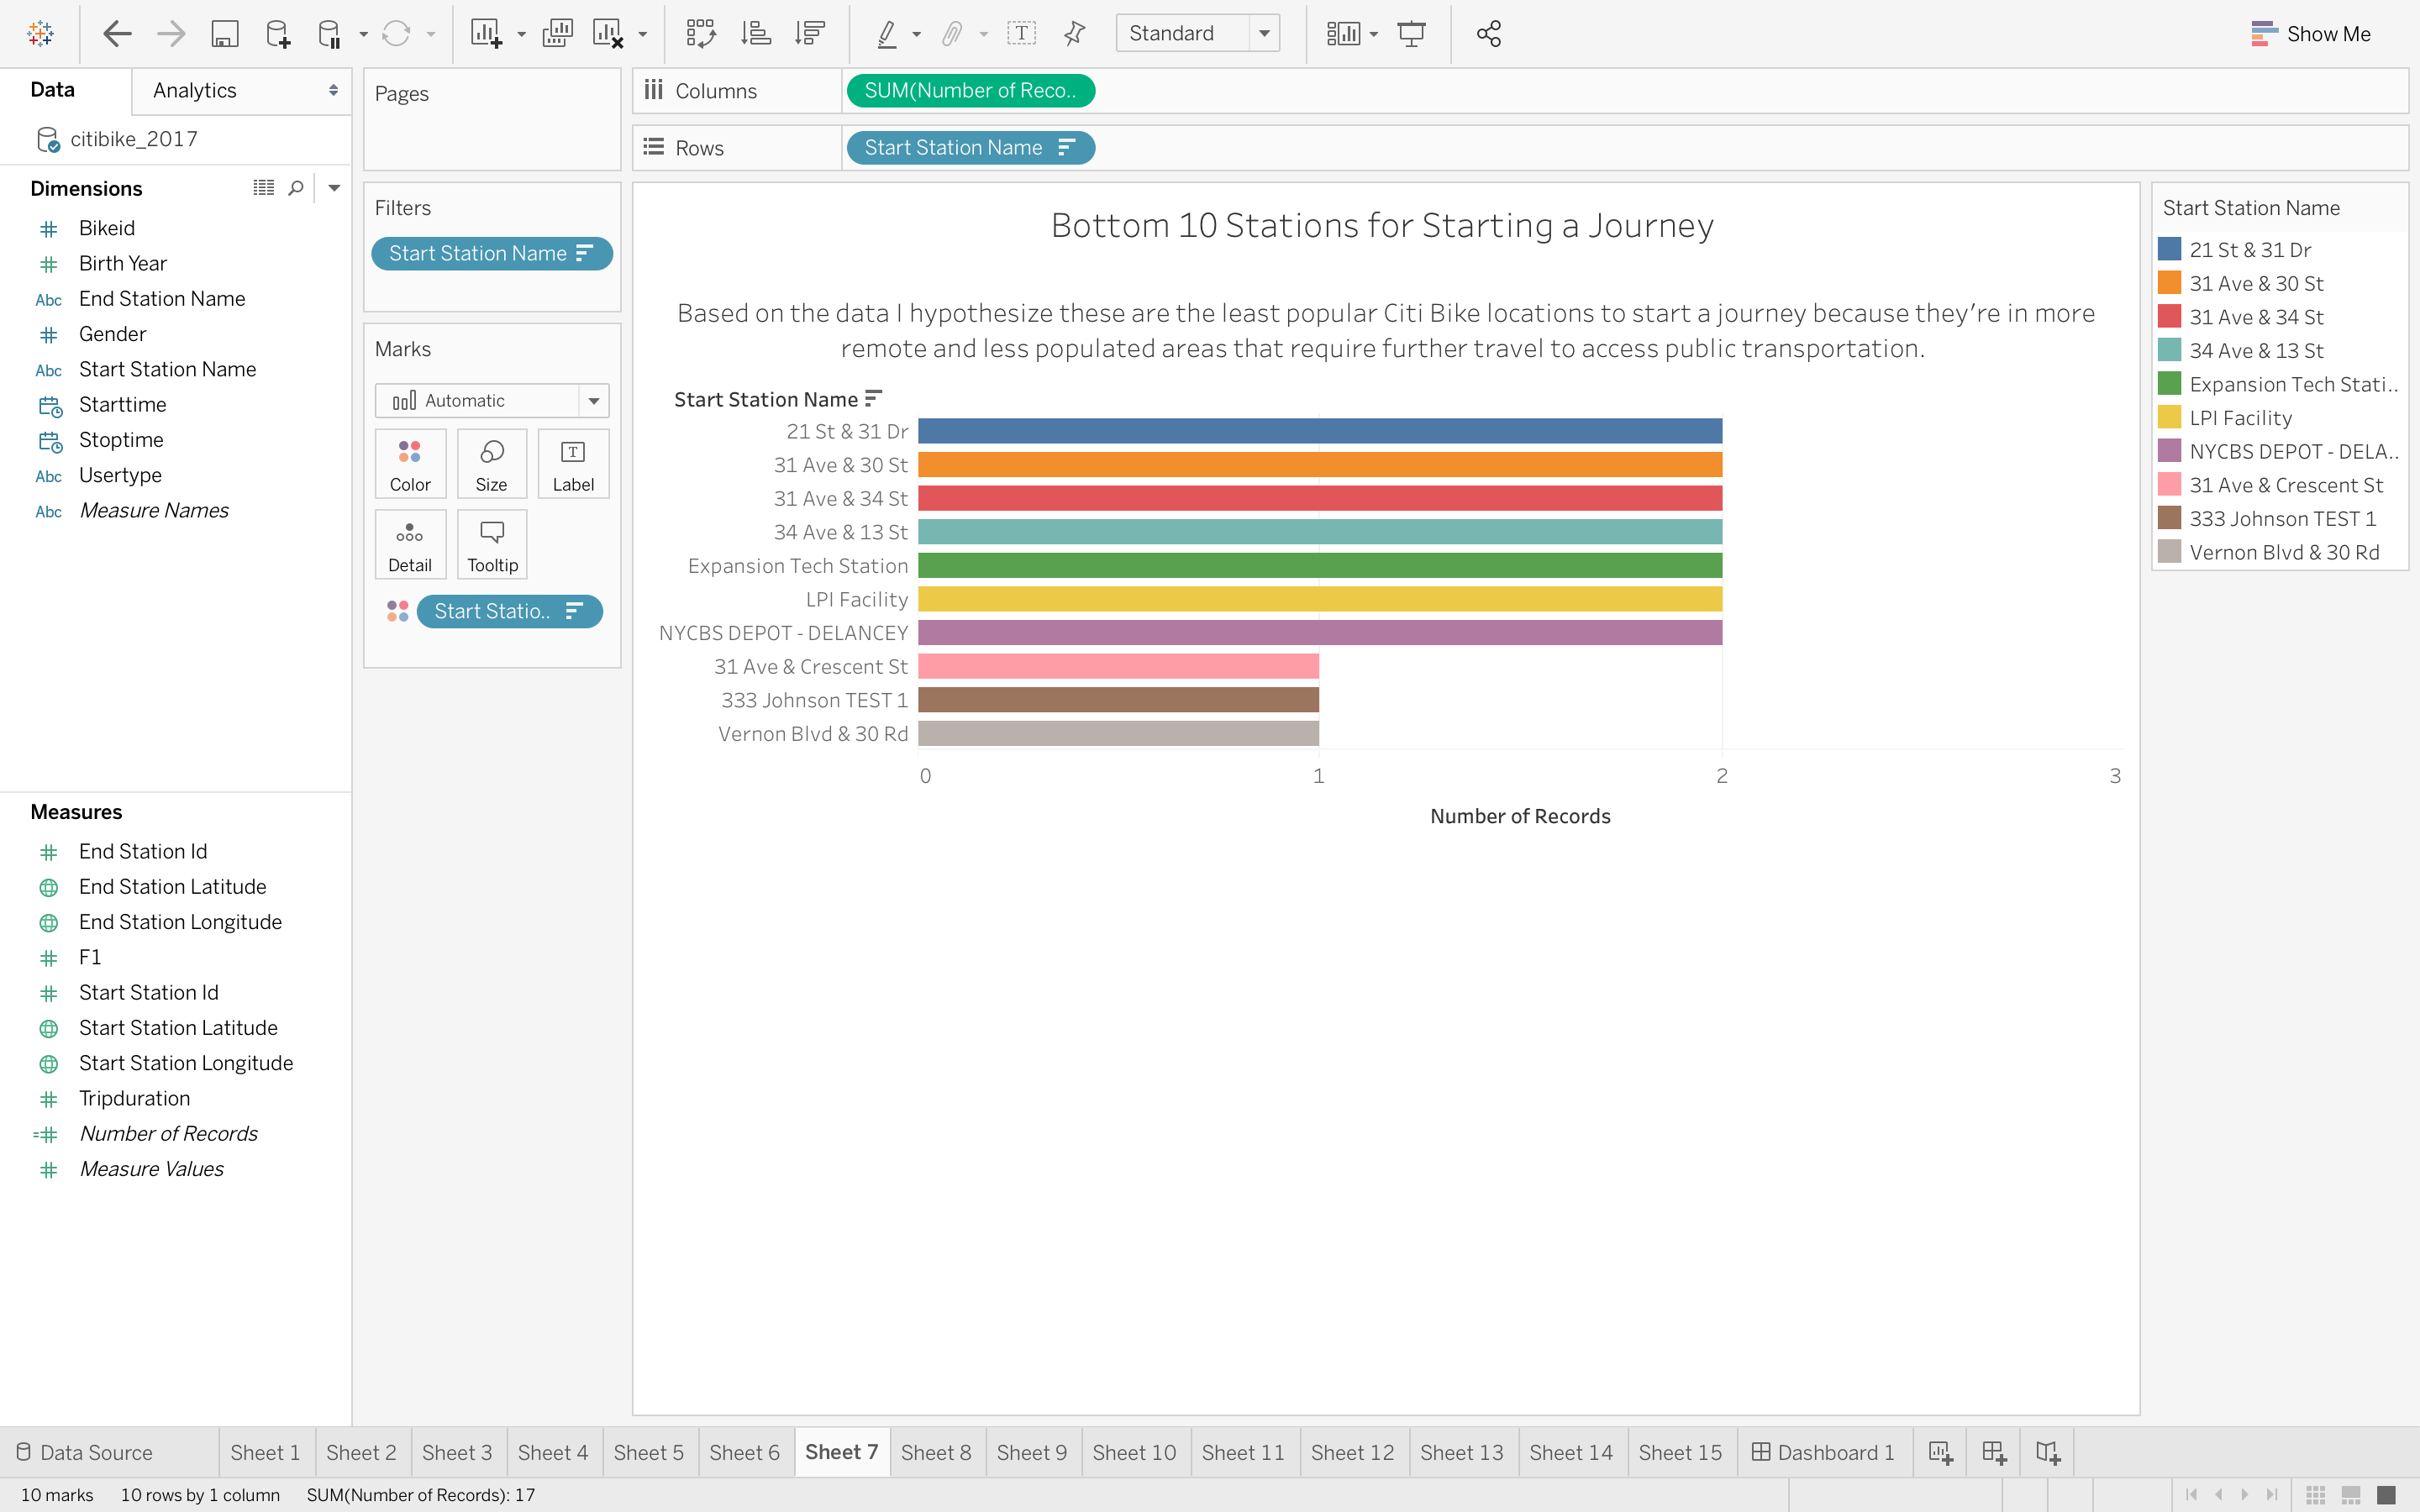 Standard
Show Me
Data
Analytics
citibike_2017
Dimensions
Bikeid
Birth Year
Abc End Station Name
Gender
Abc Start Station Name
Starttime
Stoptime
Abc Usertype
Abc Measure Names
Measures
End Station Id
End Station Latitude
End Station Longitude
F1
Start Station Id
Start Station Latitude
Start Station Longitude
Tripduration
Number of Records
Measure Values
Pages
Filters
Start Station Name
Marks
Automatic
Color Size Label
Detail Tooltip
Start Statio..
Columns SUM(Number of Reco..
Rows Start Station Name
Bottom 10 Stations for Starting a Journey
Based on the data I hypothesize these are the least popular Citi Bike locations to start a journey because they're in more
remote and less populated areas that require further travel to access public transportation.
Start Station Name
21 St & 31 Dr
31 Ave & 30 St
31 Ave & 34 St
34 Ave & 13 St
Expansion Tech Station
LPI Facility
NYCBS DEPOT - DELANCEY
31 Ave & Crescent St
333 Johnson TEST 1
Vernon Blvd & 30 Rd
0 1 2 3
Number of Records
Start Station Name
21 St & 31 Dr
31 Ave & 30 St
31 Ave & 34 St
34 Ave & 13 St
Expansion Tech Stati..
LPI Facility
NYCBS DEPOT - DELA..
31 Ave & Crescent St
333 Johnson TEST 1
Vernon Blvd & 30 Rd
Data Source Sheet 1 Sheet 2 Sheet 3 Sheet 4 Sheet 5 Sheet 6 Sheet 7 Sheet 8 Sheet 9 Sheet 10 Sheet 11 Sheet 12 Sheet 13 Sheet 14 Sheet 15 Dashboard 1
10 marks 10 rows by 1 column SUM(Number of Records): 17